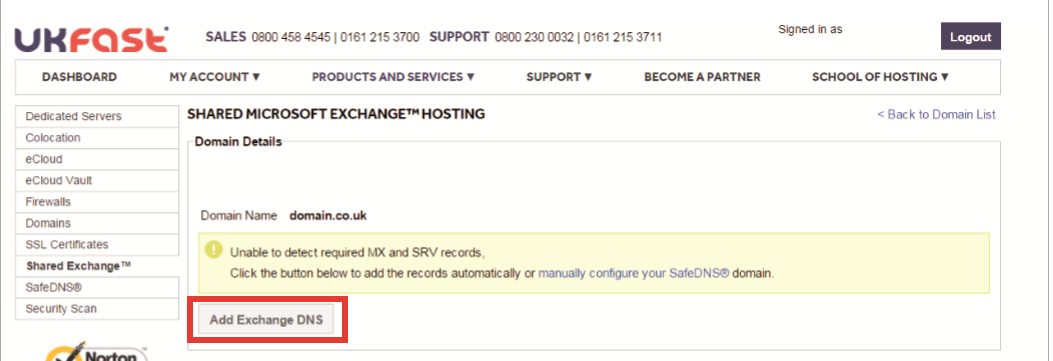 UKFAST
SALES 0800 458 4545 | 0161 215 3700 SUPPORT 0800 230 0032 | 0161 215 3711
Signed in as
Logout
DASHBOARD MY ACCOUNT ▼ PRODUCTS AND SERVICES ▼ SUPPORT ▼ BECOME A PARTNER SCHOOL OF HOSTING ▼
Dedicated Servers
Colocation
eCloud
eCloud Vault
Firewalls
Domains
SSL Certificates
Shared Exchange™
SafeDNS®
Security Scan
Norton
SHARED MICROSOFT EXCHANGE™ HOSTING
< Back to Domain List
Domain Details
Domain Name domain.co.uk
Unable to detect required MX and SRV records,
Click the button below to add the records automatically or manually configure your SafeDNS® domain.
Add Exchange DNS